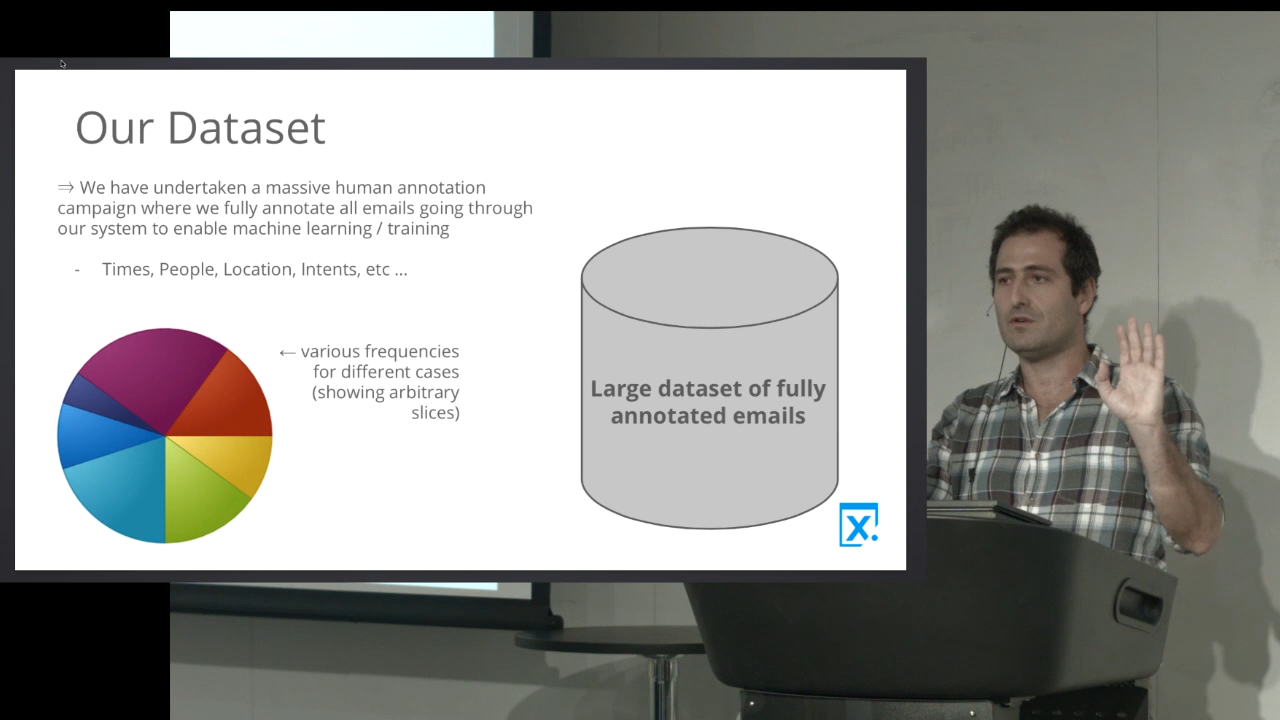 Our Dataset
⇒ We have undertaken a massive human annotation
campaign where we fully annotate all emails going through
our system to enable machine learning / training
- Times, People, Location, Intents, etc ...
← various frequencies
for different cases
(showing arbitrary
slices)
Large dataset of fully
annotated emails
x.